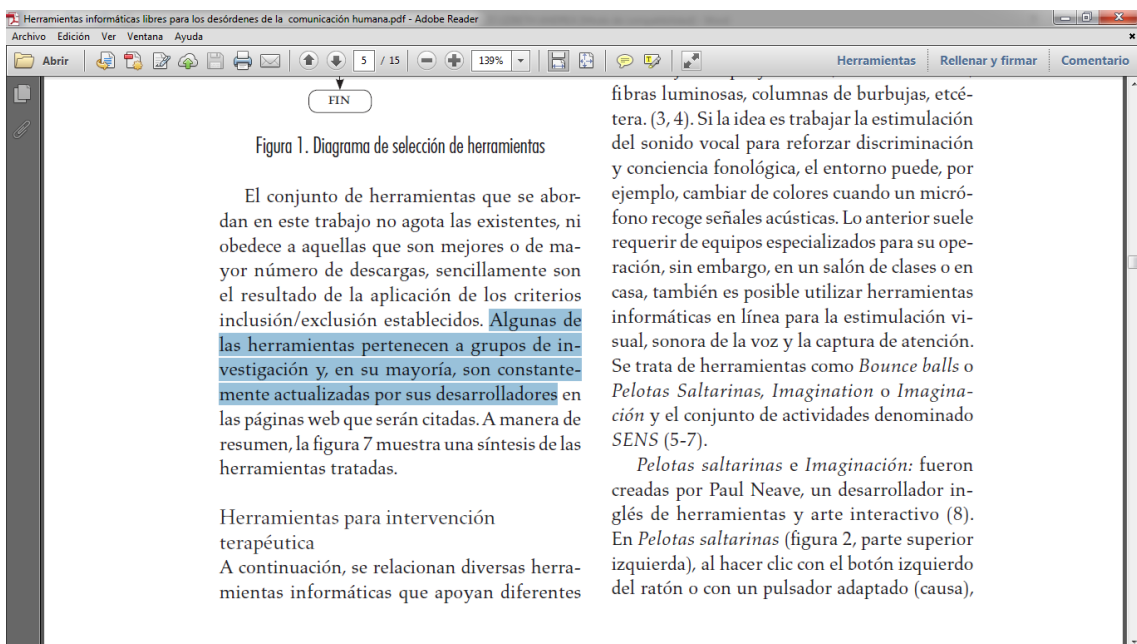 Herramientas informáticas libres para los desórdenes de la comunicación humana.pdf - Adobe Reader
Archivo Edición Ver Ventana Ayuda
Abrir 5 / 15 139% Herramientas Rellenar y firmar Comentario
FIN
Figura 1. Diagrama de selección de herramientas
El conjunto de herramientas que se abor-
dan en este trabajo no agota las existentes, ni
obedece a aquellas que son mejores o de ma-
yor número de descargas, sencillamente son
el resultado de la aplicación de los criterios
inclusión/exclusión establecidos. Algunas de
las herramientas pertenecen a grupos de in-
vestigación y, en su mayoría, son constante-
mente actualizadas por sus desarrolladores en
las páginas web que serán citadas. A manera de
resumen, la figura 7 muestra una síntesis de las
herramientas tratadas.
Herramientas para intervención
terapéutica
A continuación, se relacionan diversas herra-
mientas informáticas que apoyan diferentes
fibras luminosas, columnas de burbujas, etcé-
tera. (3, 4). Si la idea es trabajar la estimulación
del sonido vocal para reforzar discriminación
y conciencia fonológica, el entorno puede, por
ejemplo, cambiar de colores cuando un micró-
fono recoge señales acústicas. Lo anterior suele
requerir de equipos especializados para su ope-
ración, sin embargo, en un salón de clases o en
casa, también es posible utilizar herramientas
informáticas en línea para la estimulación vi-
sual, sonora de la voz y la captura de atención.
Se trata de herramientas como Bounce balls o
Pelotas Saltarinas, Imagination o Imagina-
ción y el conjunto de actividades denominado
SENS (5-7).
Pelotas saltarinas e Imaginación: fueron
creadas por Paul Neave, un desarrollador in-
glés de herramientas y arte interactivo (8).
En Pelotas saltarinas (figura 2, parte superior
izquierda), al hacer clic con el botón izquierdo
del ratón o con un pulsador adaptado (causa),